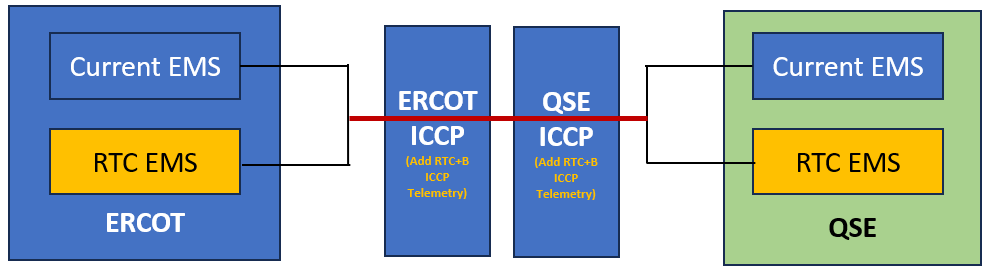 Current EMS
RTC EMS
ERCOT
ERCOT
ICCP
(Add RTC+B
ICCP
Telemetry)
QSE
ICCP
(Add RTC+B
ICCP
Telemetry)
Current EMS
RTC EMS
QSE